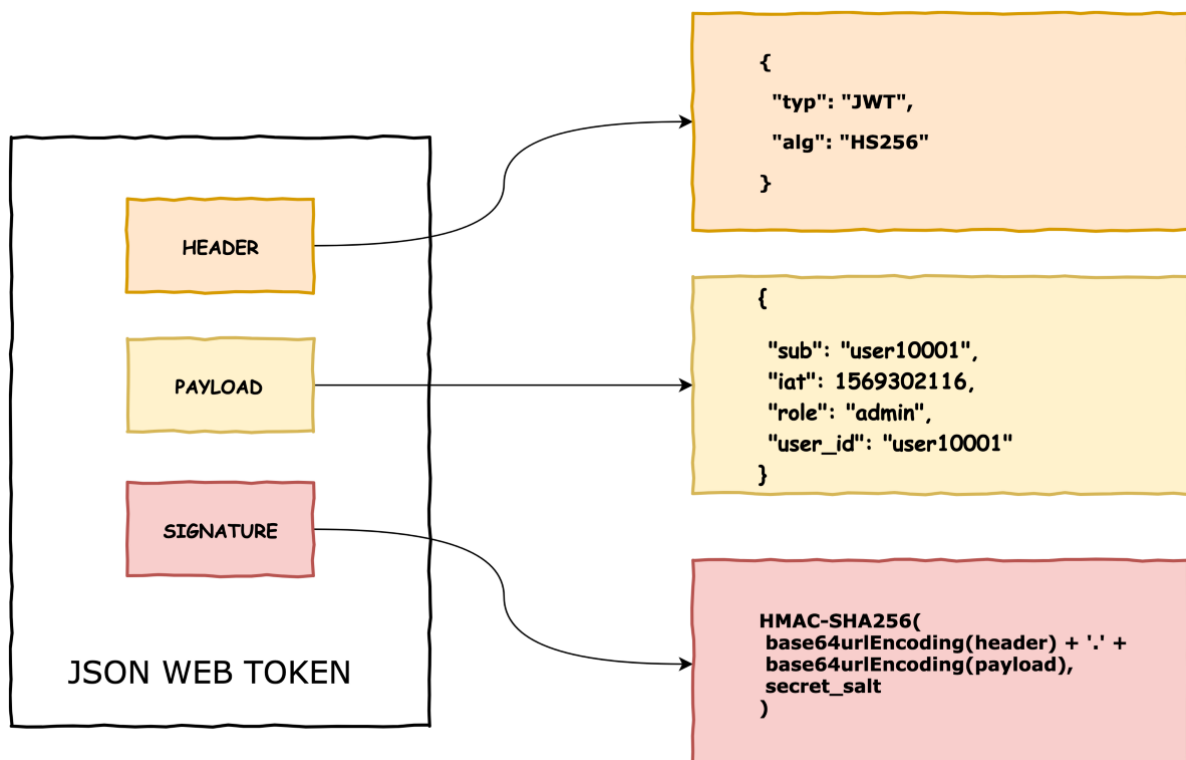 HEADER
PAYLOAD
SIGNATURE
JSON WEB TOKEN
{
"typ": "JWT",
"alg": "HS256"
}
{
"sub": "user10001",
"iat": 1569302116,
"role": "admin",
"user_id": "user10001"
}
HMAC-SHA256(
base64urlEncoding(header) + '.' +
base64urlEncoding(payload),
secret_salt
)